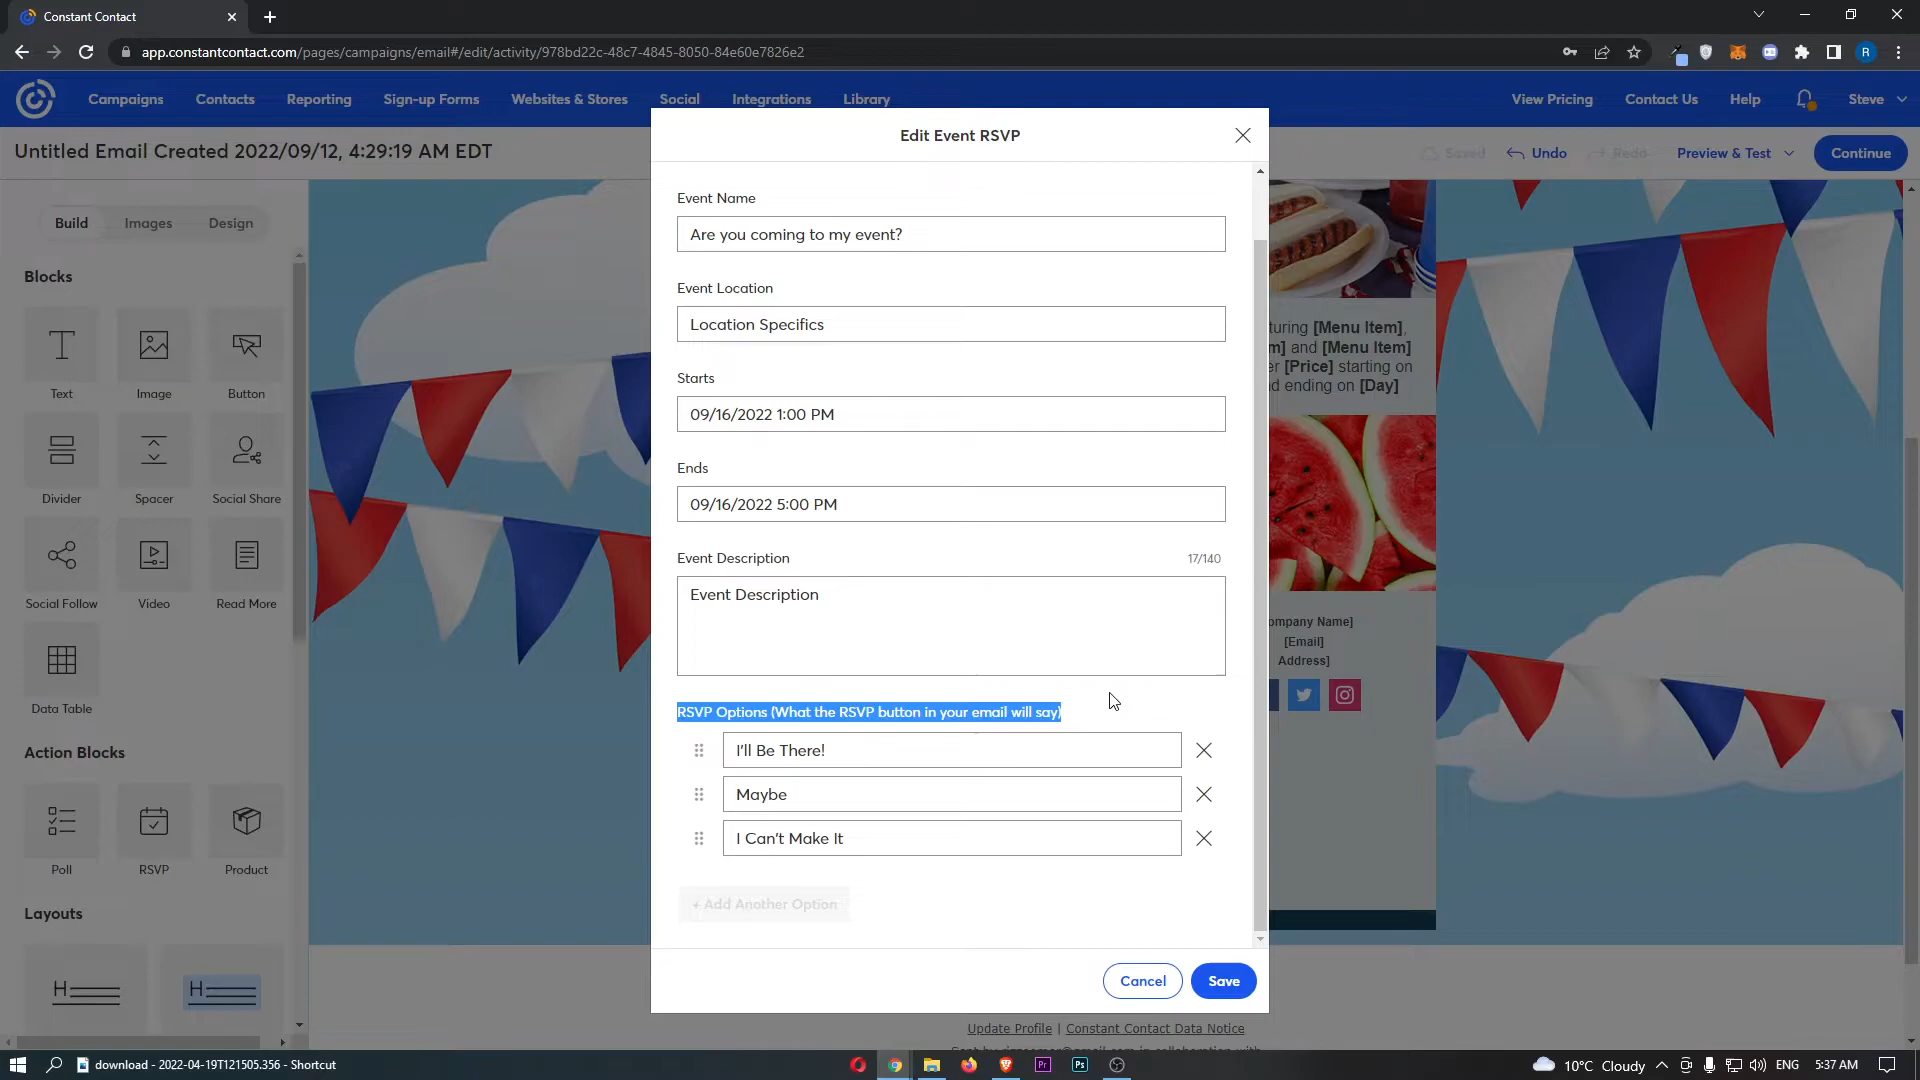 Constant Contact
app.constantcontact.com/pages/campaigns/email#/edit/activity/978bd22c-48c7-4845-8050-84e60e7826e2
R
Campaigns Contacts Reporting Sign-up Forms Websites & Stores Social Integrations Library View Pricing Contact Us Help Steve
Untitled Email Created 2022/09/12, 4:29:19 AM EDT
Saved Undo Redo Preview & Test Continue
Edit Event RSVP
Build Images Design
Blocks
Text Image Button
Divider Spacer Social Share
Social Follow Video Read More
Data Table
Action Blocks
Poll RSVP Product
Layouts
H H
Event Name
Are you coming to my event?
Event Location
Location Specifics
Starts
09/16/2022 1:00 PM
Ends
09/16/2022 5:00 PM
Event Description 17/140
Event Description
RSVP Options (What the RSVP button in your email will say)
I'll Be There!
Maybe
I Can't Make It
+ Add Another Option
Cancel Save
turing [Menu Item],
m] and [Menu Item]
er [Price] starting on
d ending on [Day]
ompany Name]
[Email]
Address]
Update Profile | Constant Contact Data Notice
download - 2022-04-19T121505.356 - Shortcut
Pr Ps
10°C Cloudy ENG 5:37 AM